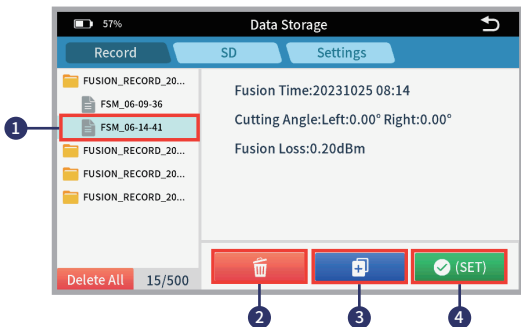 57%
Data Storage
Record
SD
Settings
FUSION_RECORD_20...
FSM_06-09-36
FSM_06-14-41
FUSION_RECORD_20...
FUSION_RECORD_20...
FUSION_RECORD_20...
Fusion Time:20231025 08:14
Cutting Angle:Left:0.00° Right:0.00°
Fusion Loss:0.20dBm
Delete All
15/500
(SET)
1
2
3
4